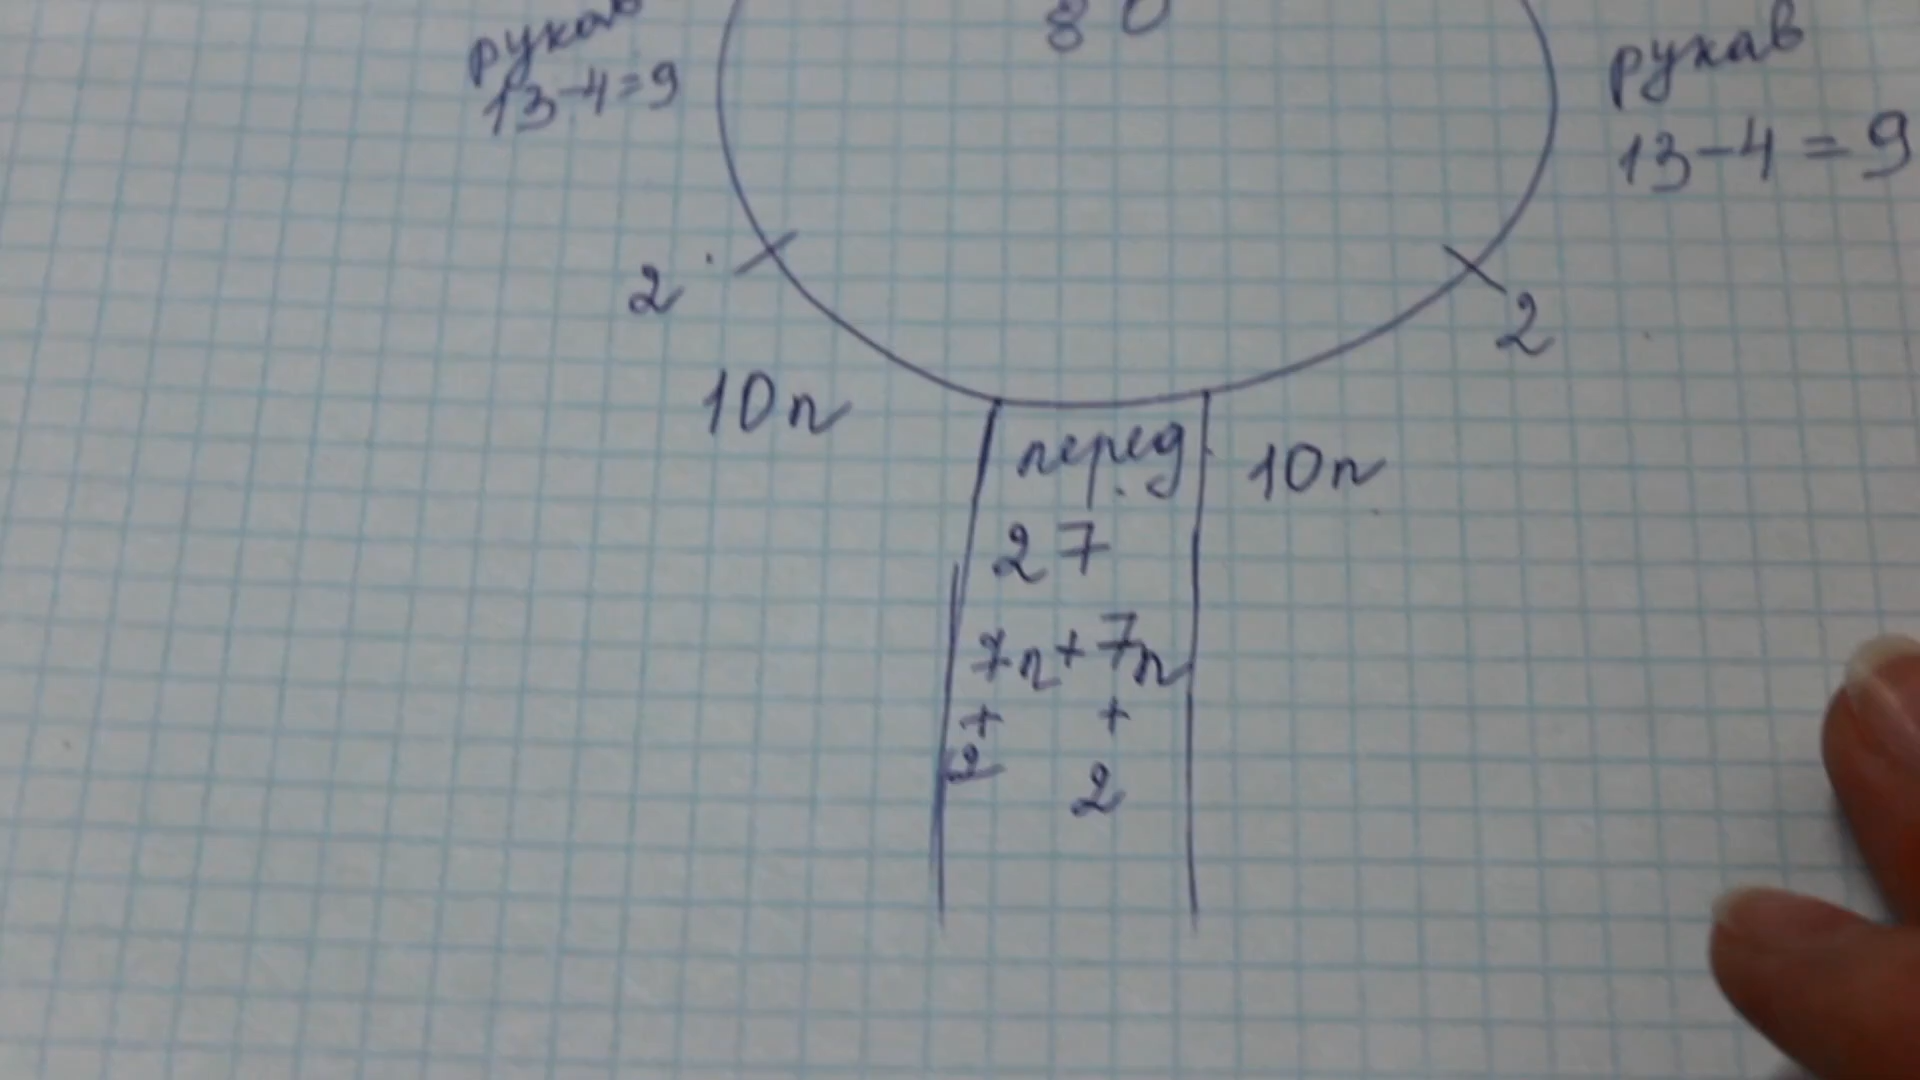 80
рукав
13-4=9
рукав
13-4=9
2
2
10п
перед
10п
27
7п+7п
+ +
2 2